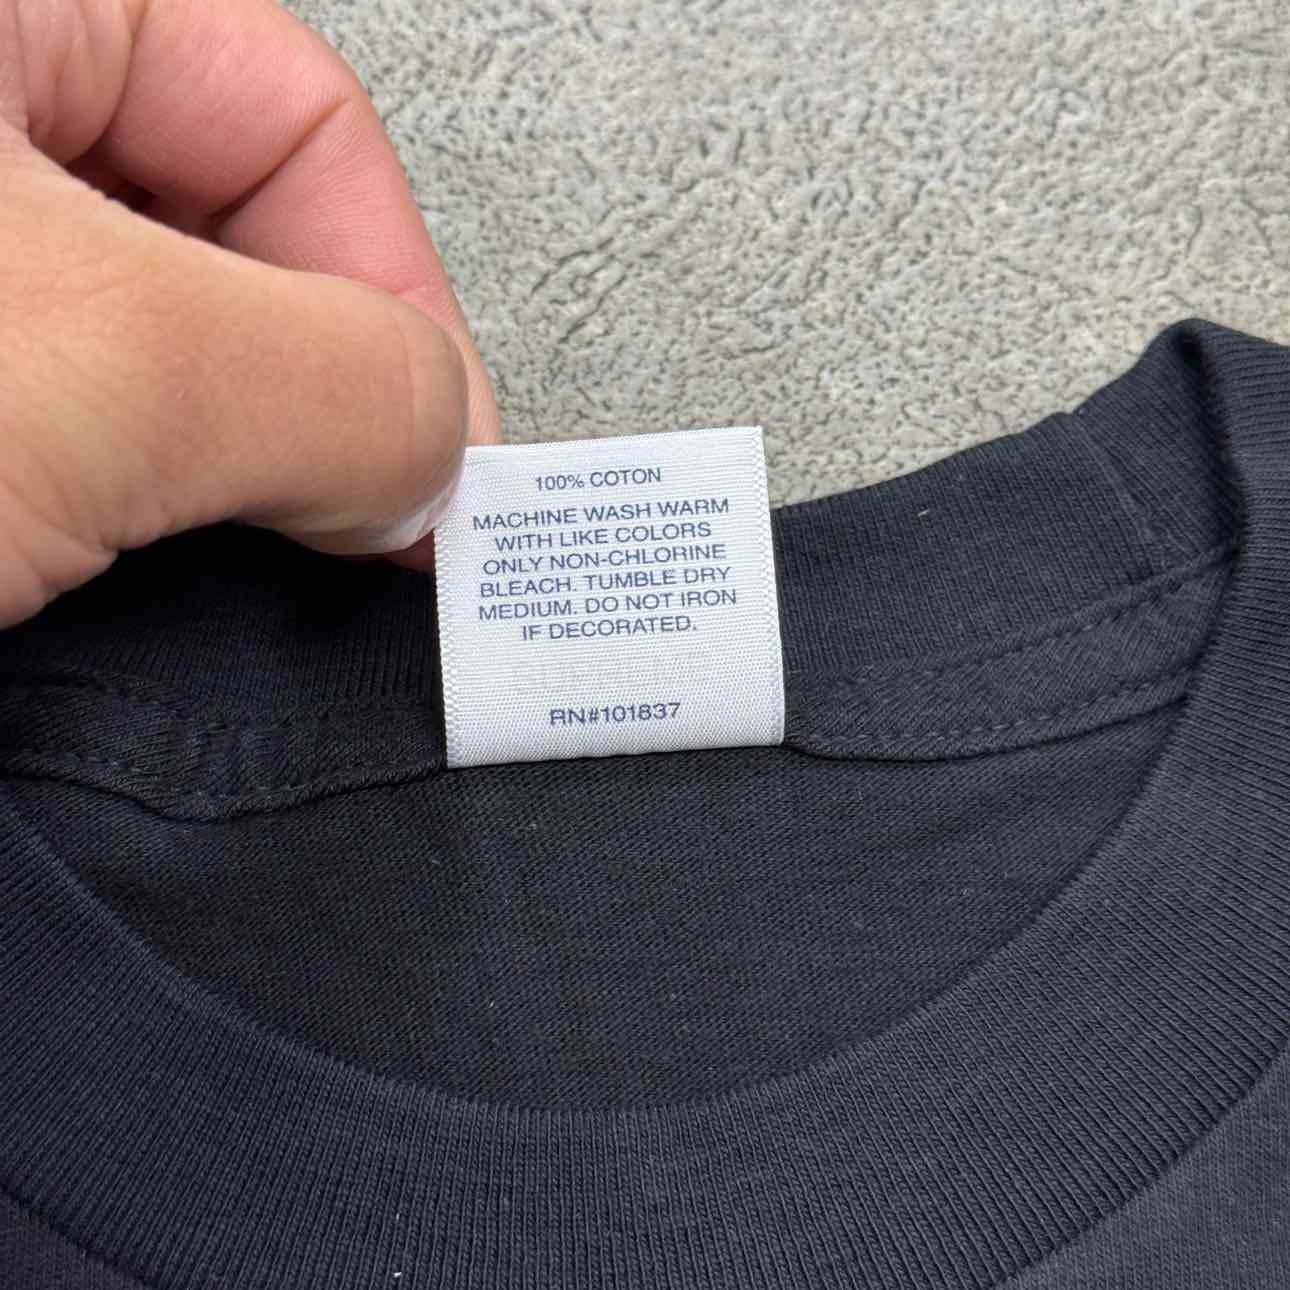 100% COTON
MACHINE WASH WARM
WITH LIKE COLORS
ONLY NON-CHLORINE
BLEACH. TUMBLE DRY
MEDIUM. DO NOT IRON
IF DECORATED.
RN#101837